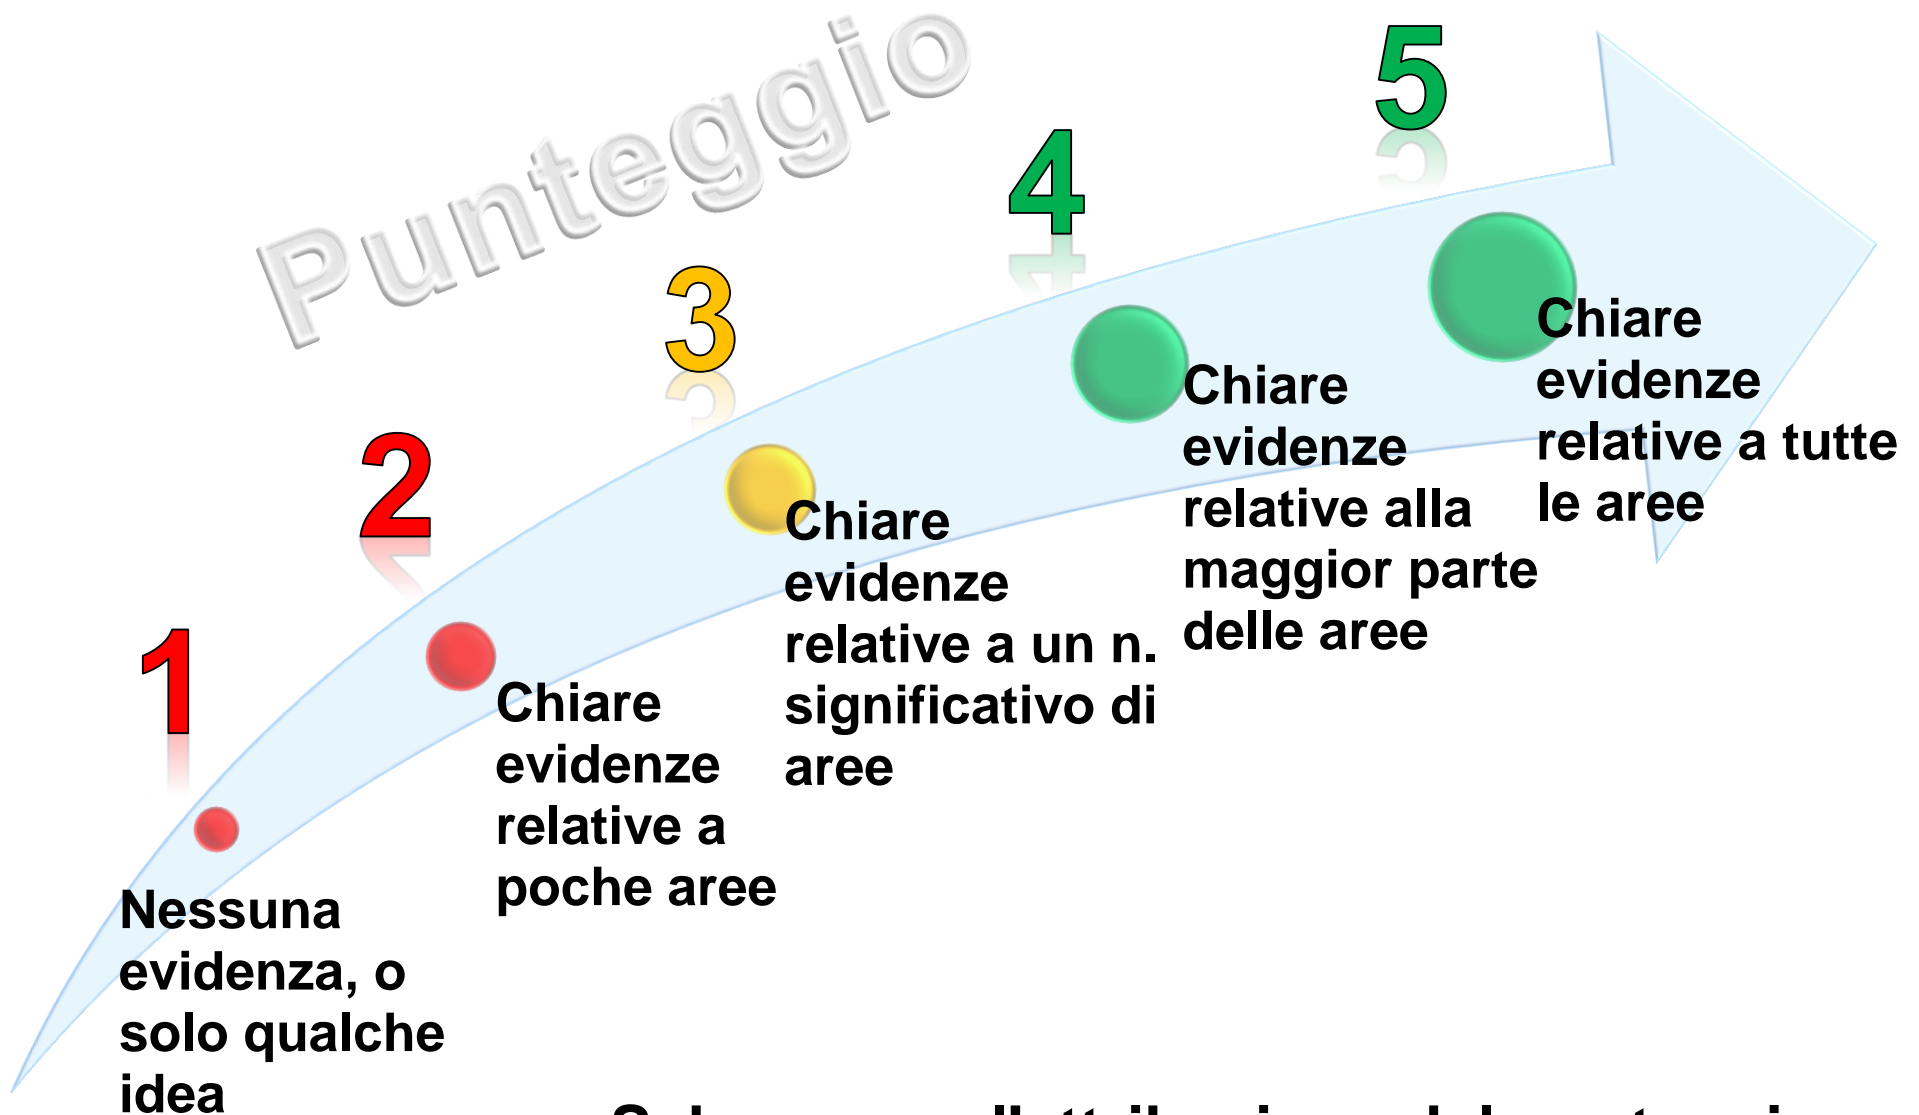 Punteggio
1
Nessuna
evidenza, o
solo qualche
idea
2
Chiare
evidenze
relative a
poche aree
3
Chiare
evidenze
relative a un n.
significativo di
aree
4
Chiare
evidenze
relative alla
maggior parte
delle aree
5
Chiare
evidenze
relative a tutte
le aree